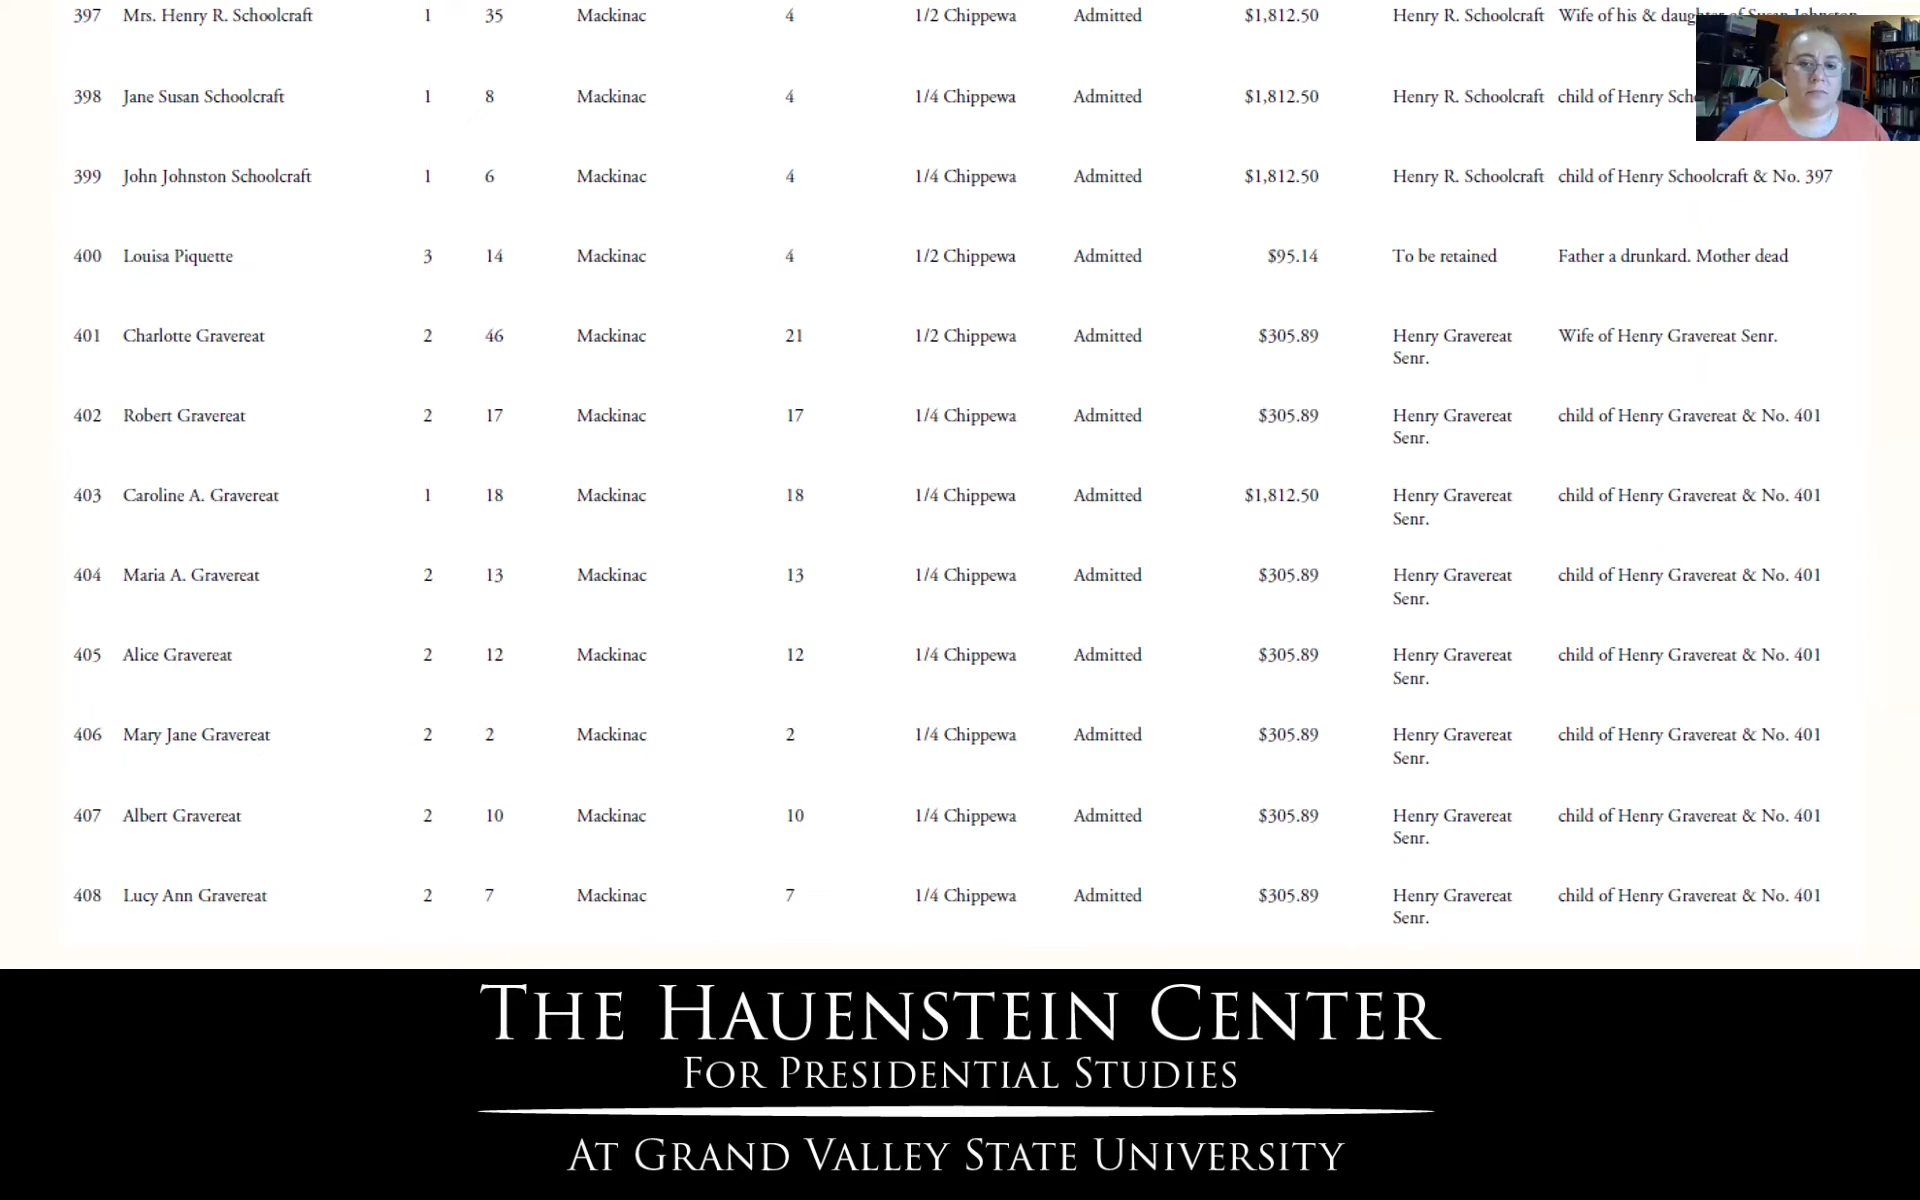 397 Mrs. Henry R. Schoolcraft 1 35 Mackinac 4 1/2 Chippewa Admitted $1,812.50 Henry R. Schoolcraft Wife of his & daughter of Susan Johnston
398 Jane Susan Schoolcraft 1 8 Mackinac 4 1/4 Chippewa Admitted $1,812.50 Henry R. Schoolcraft child of Henry
399 John Johnston Schoolcraft 1 6 Mackinac 4 1/4 Chippewa Admitted $1,812.50 Henry R. Schoolcraft child of Henry Schoolcraft & No. 397
400 Louisa Piquette 3 14 Mackinac 4 1/2 Chippewa Admitted $95.14 To be retained Father a drunkard. Mother dead
401 Charlotte Gravereat 2 46 Mackinac 21 1/2 Chippewa Admitted $305.89 Henry Gravereat Wife of Henry Gravereat Senr.
Senr.
402 Robert Gravereat 2 17 Mackinac 17 1/4 Chippewa Admitted $305.89 Henry Gravereat child of Henry Gravereat & No. 401
Senr.
403 Caroline A. Gravereat 1 18 Mackinac 18 1/4 Chippewa Admitted $1,812.50 Henry Gravereat child of Henry Gravereat & No. 401
Senr.
404 Maria A. Gravereat 2 13 Mackinac 13 1/4 Chippewa Admitted $305.89 Henry Gravereat child of Henry Gravereat & No. 401
Senr.
405 Alice Gravereat 2 12 Mackinac 12 1/4 Chippewa Admitted $305.89 Henry Gravereat child of Henry Gravereat & No. 401
Senr.
406 Mary Jane Gravereat 2 2 Mackinac 2 1/4 Chippewa Admitted $305.89 Henry Gravereat child of Henry Gravereat & No. 401
Senr.
407 Albert Gravereat 2 10 Mackinac 10 1/4 Chippewa Admitted $305.89 Henry Gravereat child of Henry Gravereat & No. 401
Senr.
408 Lucy Ann Gravereat 2 7 Mackinac 7 1/4 Chippewa Admitted $305.89 Henry Gravereat child of Henry Gravereat & No. 401
Senr.
THE HAUENSTEIN CENTER
FOR PRESIDENTIAL STUDIES
AT GRAND VALLEY STATE UNIVERSITY